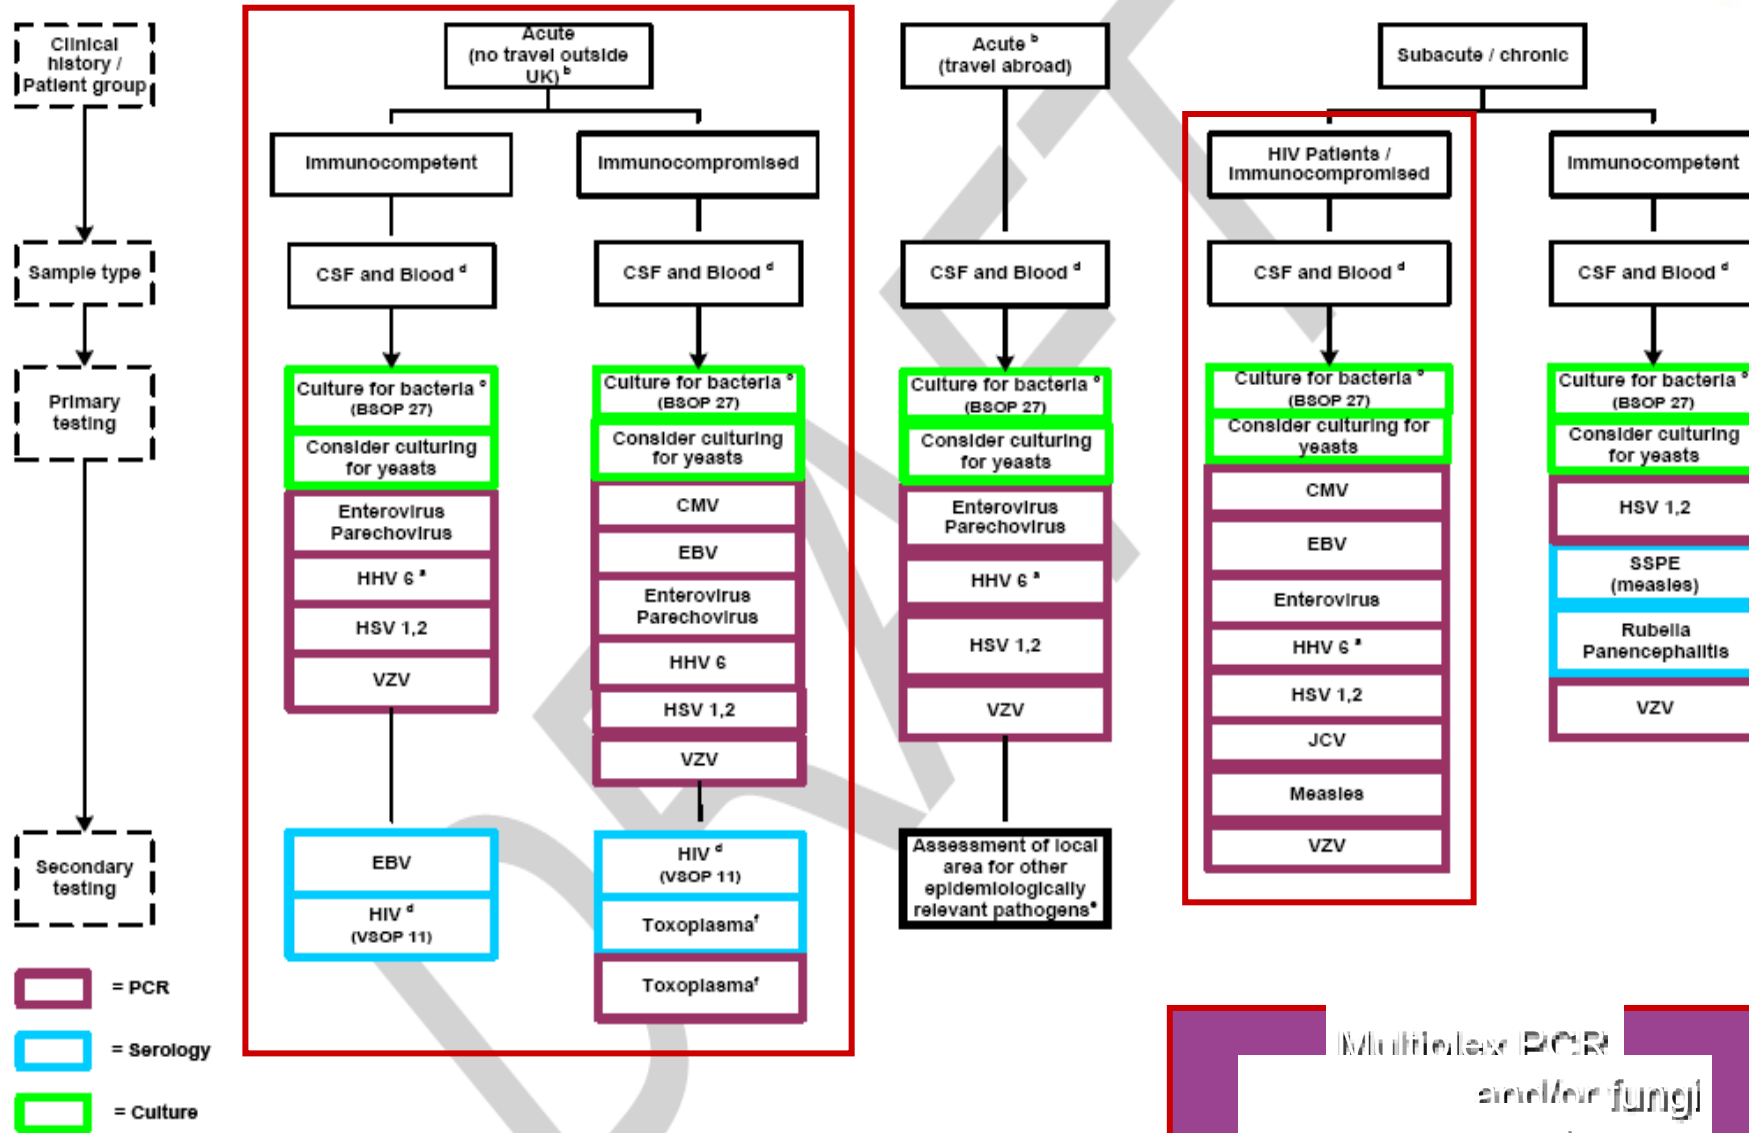 Clinical
history /
Patient group
Sample type
Primary
testing
Secondary
testing
= PCR
= Serology
= Culture
Acute
(no travel outside
UK) b
Immunocompetent
CSF and Blood d
Culture for bacteria c
(BSOP 27)
Consider culturing
for yeasts
Enterovirus
Parechovirus
HHV 6 a
HSV 1,2
VZV
EBV
HIV d
(VSOP 11)
Immunocompromised
CSF and Blood d
Culture for bacteria c
(BSOP 27)
Consider culturing
for yeasts
CMV
EBV
Enterovirus
Parechovirus
HHV 6
HSV 1,2
VZV
HIV d
(VSOP 11)
Toxoplasma f
Toxoplasma f
Acute b
(travel abroad)
CSF and Blood d
Culture for bacteria c
(BSOP 27)
Consider culturing
for yeasts
Enterovirus
Parechovirus
HHV 6 a
HSV 1,2
VZV
Assessment of local
area for other
epidemiologically
relevant pathogens e
Subacute / chronic
HIV Patients /
Immunocompromised
CSF and Blood d
Culture for bacteria c
(BSOP 27)
Consider culturing for
yeasts
CMV
EBV
Enterovirus
HHV 6 a
HSV 1,2
JCV
Measles
VZV
Immunocompetent
CSF and Blood d
Culture for bacteria c
(BSOP 27)
Consider culturing
for yeasts
HSV 1,2
SSPE
(measles)
Rubella
Panencephalitis
VZV
Multiplex PCR
and/or fungi
DRAFT